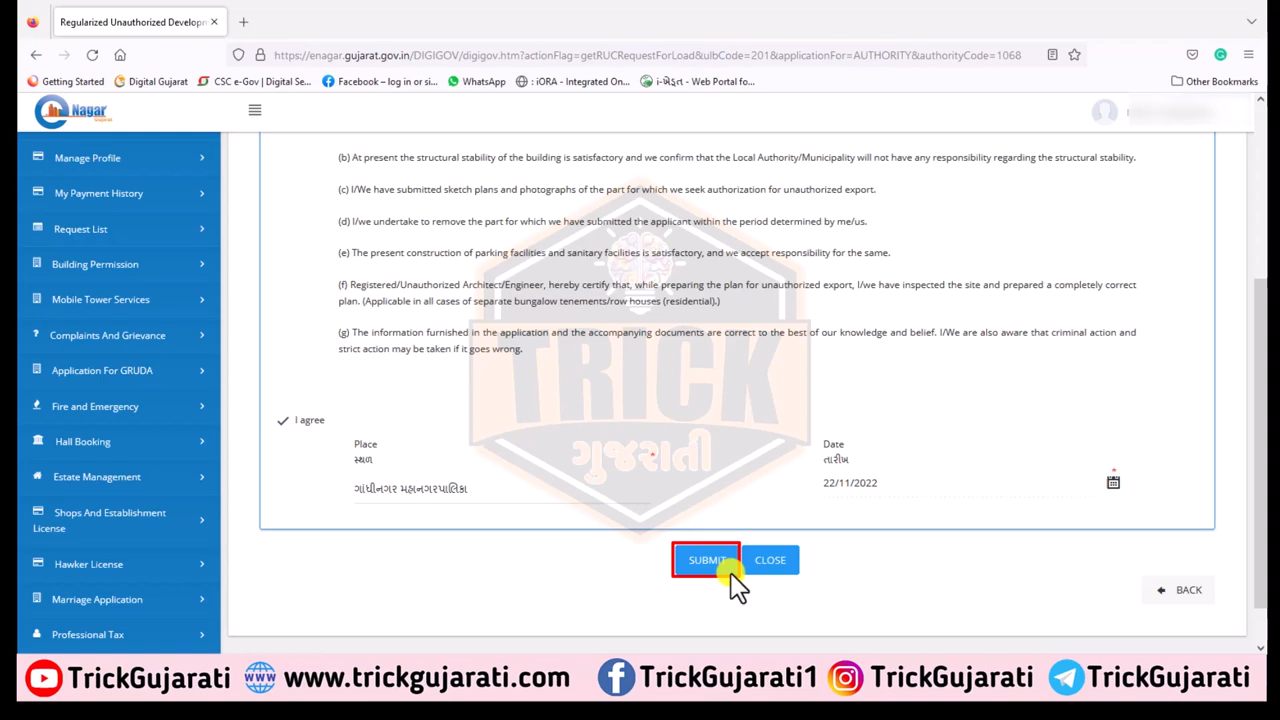 Regularized Unauthorized Developm
https://enagar.gujarat.gov.in/DIGIGOV/digigov.htm?actionFlag=getRUCRequestForLoad&ulbCode=201&applicationFor=AUTHORITY&authorityCode=1068
Getting Started Digital Gujarat CSC e-Gov | Digital Se... Facebook – log in or si... WhatsApp : iORA - Integrated On... i-ખેડૂત - Web Portal fo... Other Bookmarks
Nagar
Manage Profile
My Payment History
Request List
Building Permission
Mobile Tower Services
Complaints And Grievance
Application For GRUDA
Fire and Emergency
Hall Booking
Estate Management
Shops And Establishment
License
Hawker License
Marriage Application
Professional Tax
(b) At present the structural stability of the building is satisfactory and we confirm that the Local Authority/Municipality will not have any responsibility regarding the structural stability.
(c) I/We have submitted sketch plans and photographs of the part for which we seek authorization for unauthorized export.
(d) I/we undertake to remove the part for which we have submitted the applicant within the period determined by me/us.
(e) The present construction of parking facilities and sanitary facilities is satisfactory, and we accept responsibility for the same.
(f) Registered/Unauthorized Architect/Engineer, hereby certify that, while preparing the plan for unauthorized export, I/we have inspected the site and prepared a completely correct
plan. (Applicable in all cases of separate bungalow tenements/row houses (residential).)
(g) The information furnished in the application and the accompanying documents are correct to the best of our knowledge and belief. I/We are also aware that criminal action and
strict action may be taken if it goes wrong.
TRICK
ગુજરાતી
I agree
Place
સ્થળ
ગાંધીનગર મહાનગરપાલિકા
Date
તારીખ
22/11/2022
*
SUBMIT CLOSE
BACK
TrickGujarati www.trickgujarati.com TrickGujarati1 TrickGujarati TrickGujarati